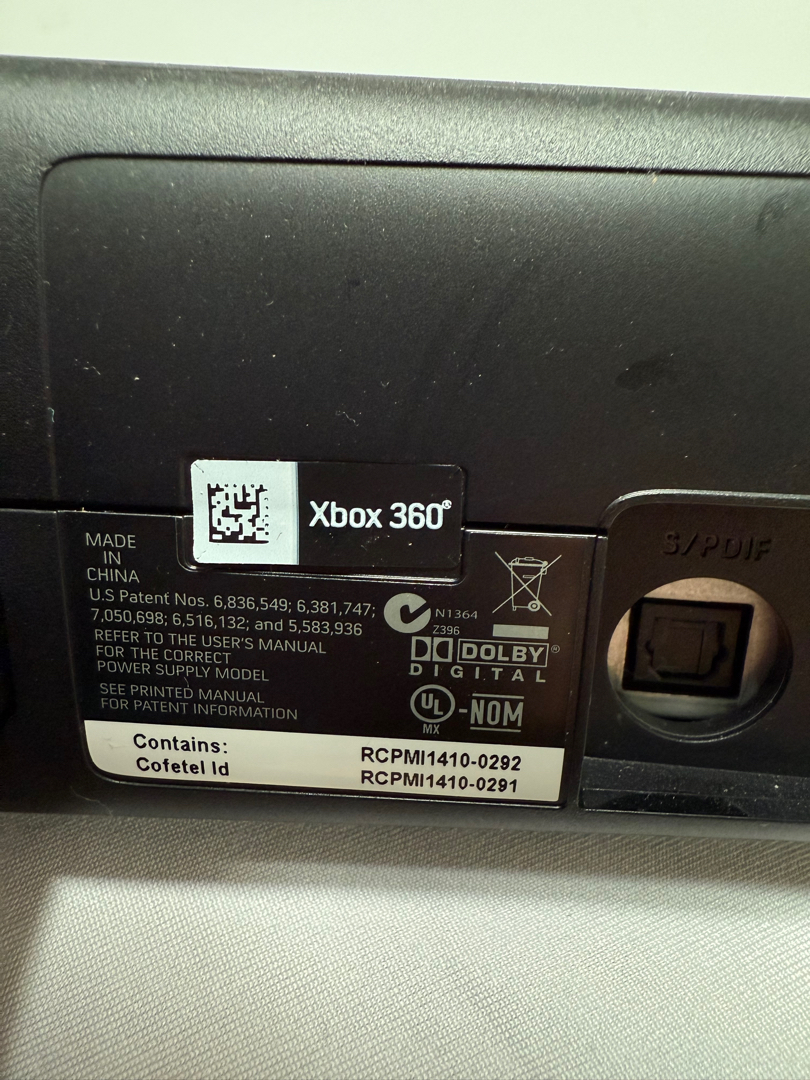 Xbox 360®
S/PDIF
MADE
IN
CHINA
U.S Patent Nos. 6,836,549; 6,381,747;
7,050,698; 6,516,132; and 5,583,936
REFER TO THE USER'S MANUAL
FOR THE CORRECT
POWER SUPPLY MODEL
SEE PRINTED MANUAL
FOR PATENT INFORMATION
N1364
Z396
DOLBY®
DIGITAL
UL
MX
-NOM
Contains: RCPMI1410-0292
Cofetel Id RCPMI1410-0291